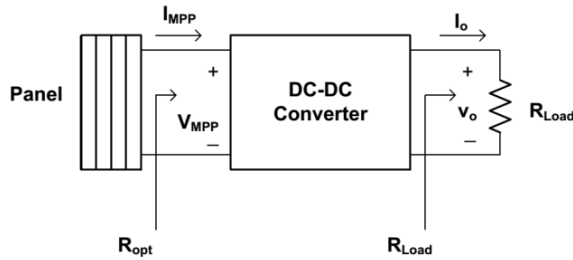 I_MPP
I_o
Panel
+
V_MPP
−
DC-DC
Converter
+
v_o
−
R_Load
R_opt
R_Load